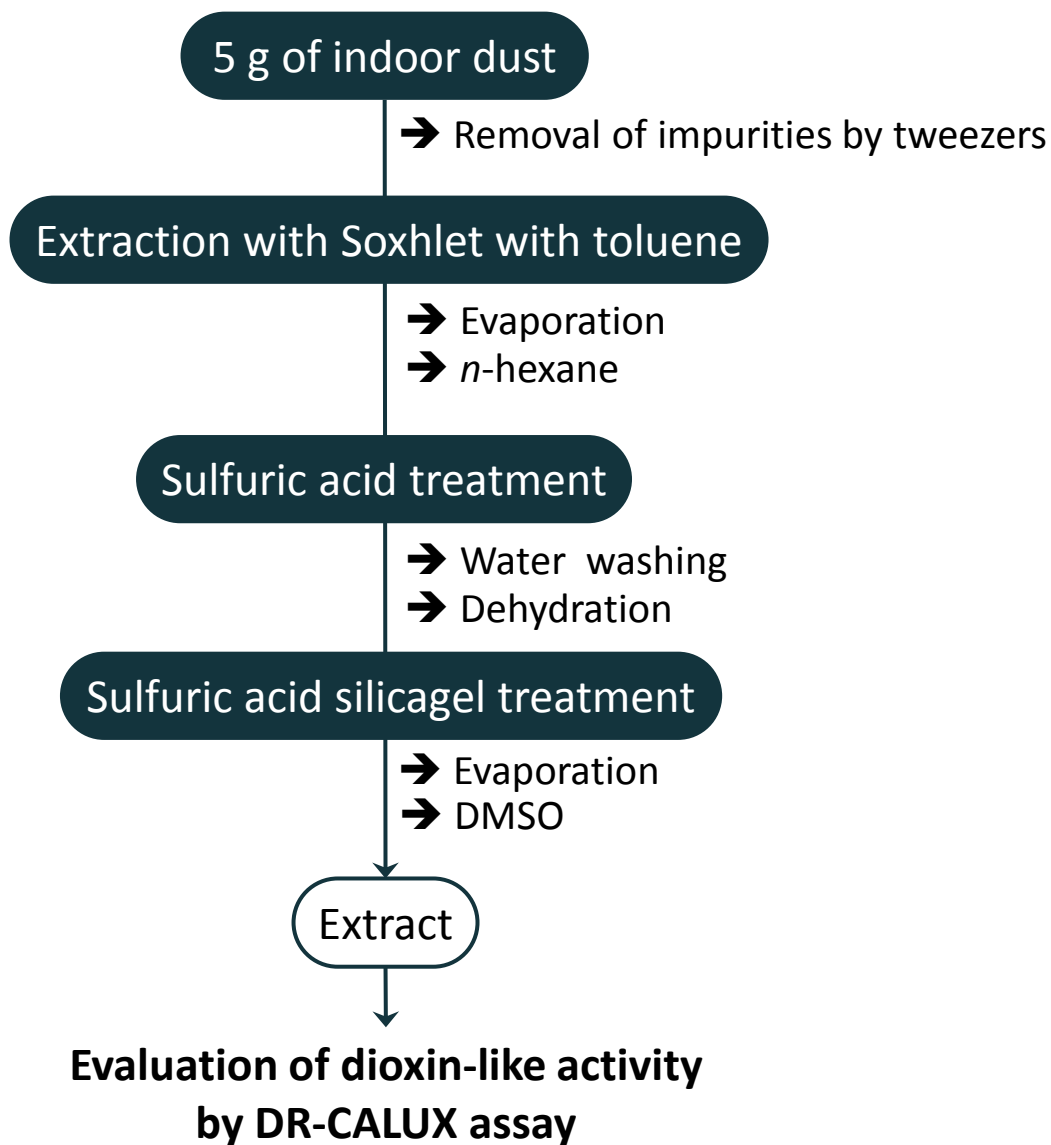 5 g of indoor dust
➔ Removal of impurities by tweezers
Extraction with Soxhlet with toluene
➔ Evaporation
➔ n-hexane
Sulfuric acid treatment
➔ Water washing
➔ Dehydration
Sulfuric acid silicagel treatment
➔ Evaporation
➔ DMSO
Extract
Evaluation of dioxin-like activity
by DR-CALUX assay